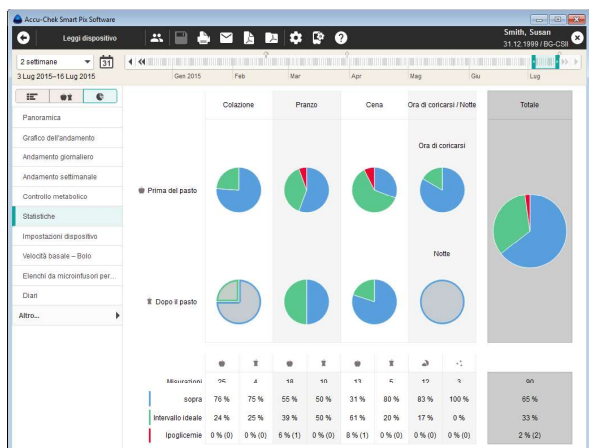 Accu-Chek Smart Pix Software
Leggi dispositivo
Smith, Susan
31.12.1999 / BG-CSII
2 settimane
31
3 Lug 2015–16 Lug 2015
Gen 2015 Feb Mar Apr Mag Giu Lug
Panoramica
Grafico dell'andamento
Andamento giornaliero
Andamento settimanale
Controllo metabolico
Statistiche
Impostazioni dispositivo
Velocità basale – Bolo
Elenchi da microinfusori per...
Diari
Altro...
Colazione Pranzo Cena Ora di coricarsi / Notte Totale
Ora di coricarsi
Prima del pasto
Notte
Dopo il pasto
Misurazioni 25 4 18 10 13 5 12 3 90
sopra 76 % 75 % 55 % 50 % 31 % 80 % 83 % 100 % 65 %
Intervallo ideale 24 % 25 % 39 % 50 % 61 % 20 % 17 % 0 % 33 %
Ipoglicemie 0 % (0) 0 % (0) 6 % (1) 0 % (0) 8 % (1) 0 % (0) 0 % (0) 0 % (0) 2 % (2)